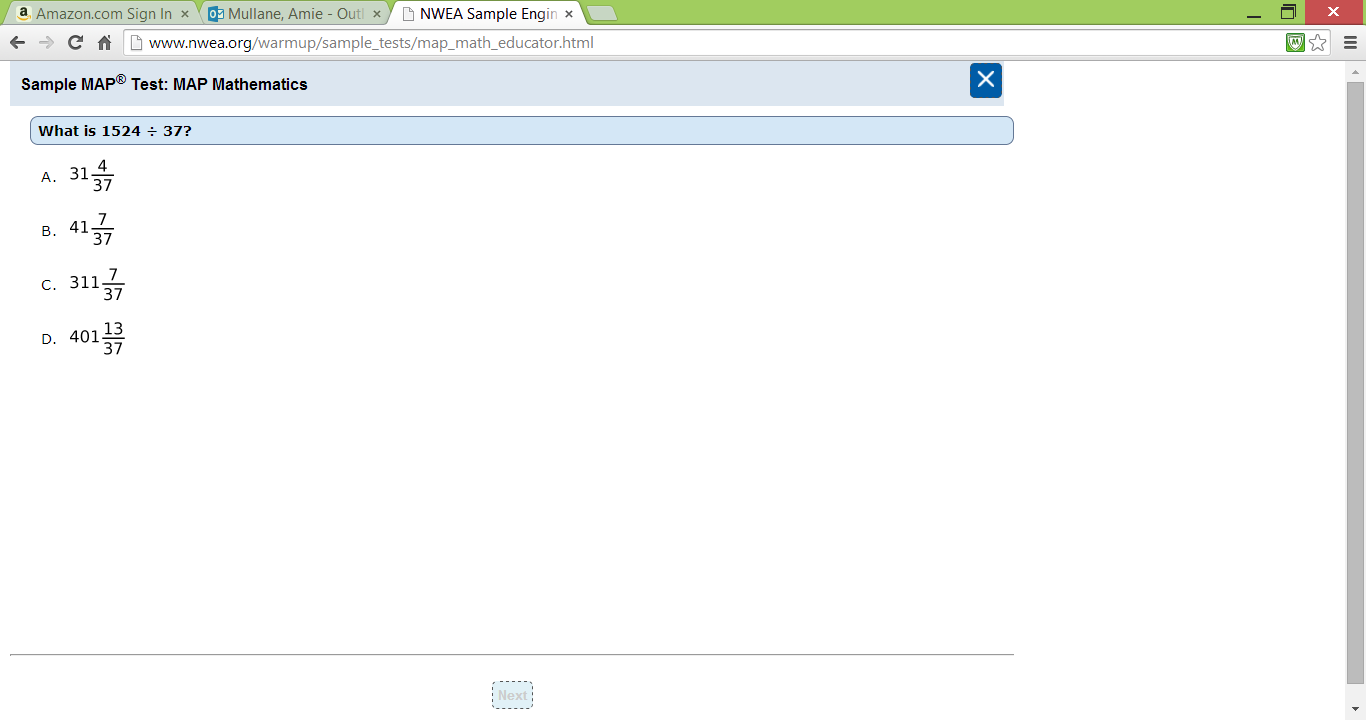 Amazon.com Sign In
Mullane, Amie - Outl
NWEA Sample Engin
www.nwea.org/warmup/sample_tests/map_math_educator.html
Sample MAP® Test: MAP Mathematics
What is 1524 ÷ 37?
A. 31 4/37
B. 41 7/37
C. 311 7/37
D. 401 13/37
Next